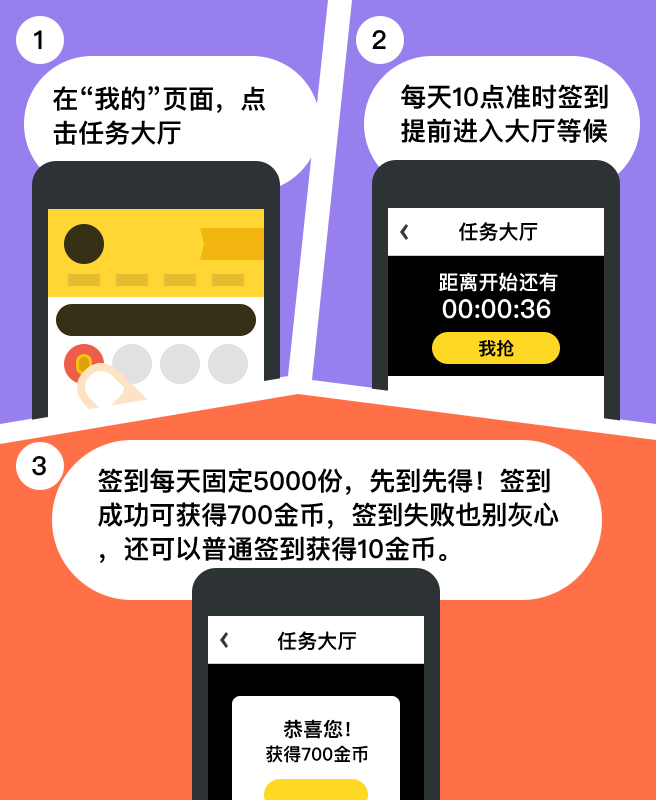 1
在“我的”页面，点
击任务大厅
2
每天10点准时签到
提前进入大厅等候
任务大厅
距离开始还有
00:00:36
我抢
3
签到每天固定5000份，先到先得！签到
成功可获得700金币，签到失败也别灰心
，还可以普通签到获得10金币。
任务大厅
恭喜您！
获得700金币